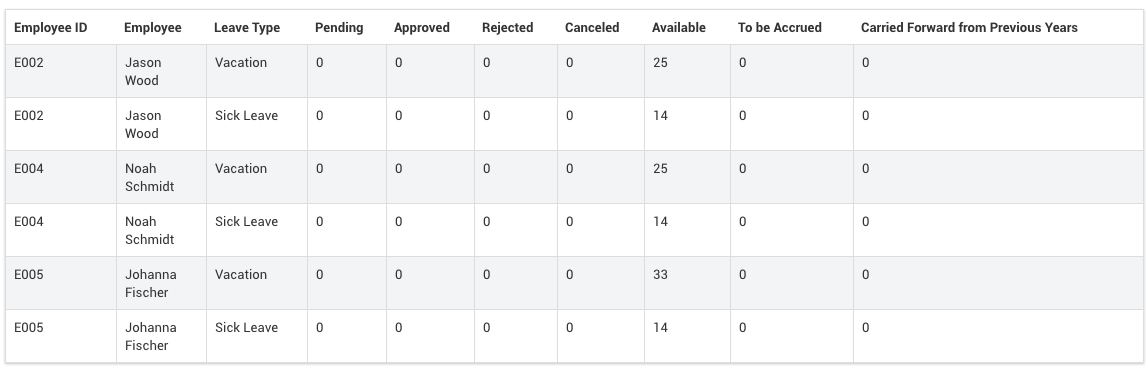 Employee ID Employee Leave Type Pending Approved Rejected Canceled Available To be Accrued Carried Forward from Previous Years
E002 Jason Vacation 0 0 0 0 25 0 0
Wood
E002 Jason Sick Leave 0 0 0 0 14 0 0
Wood
E004 Noah Vacation 0 0 0 0 25 0 0
Schmidt
E004 Noah Sick Leave 0 0 0 0 14 0 0
Schmidt
E005 Johanna Vacation 0 0 0 0 33 0 0
Fischer
E005 Johanna Sick Leave 0 0 0 0 14 0 0
Fischer